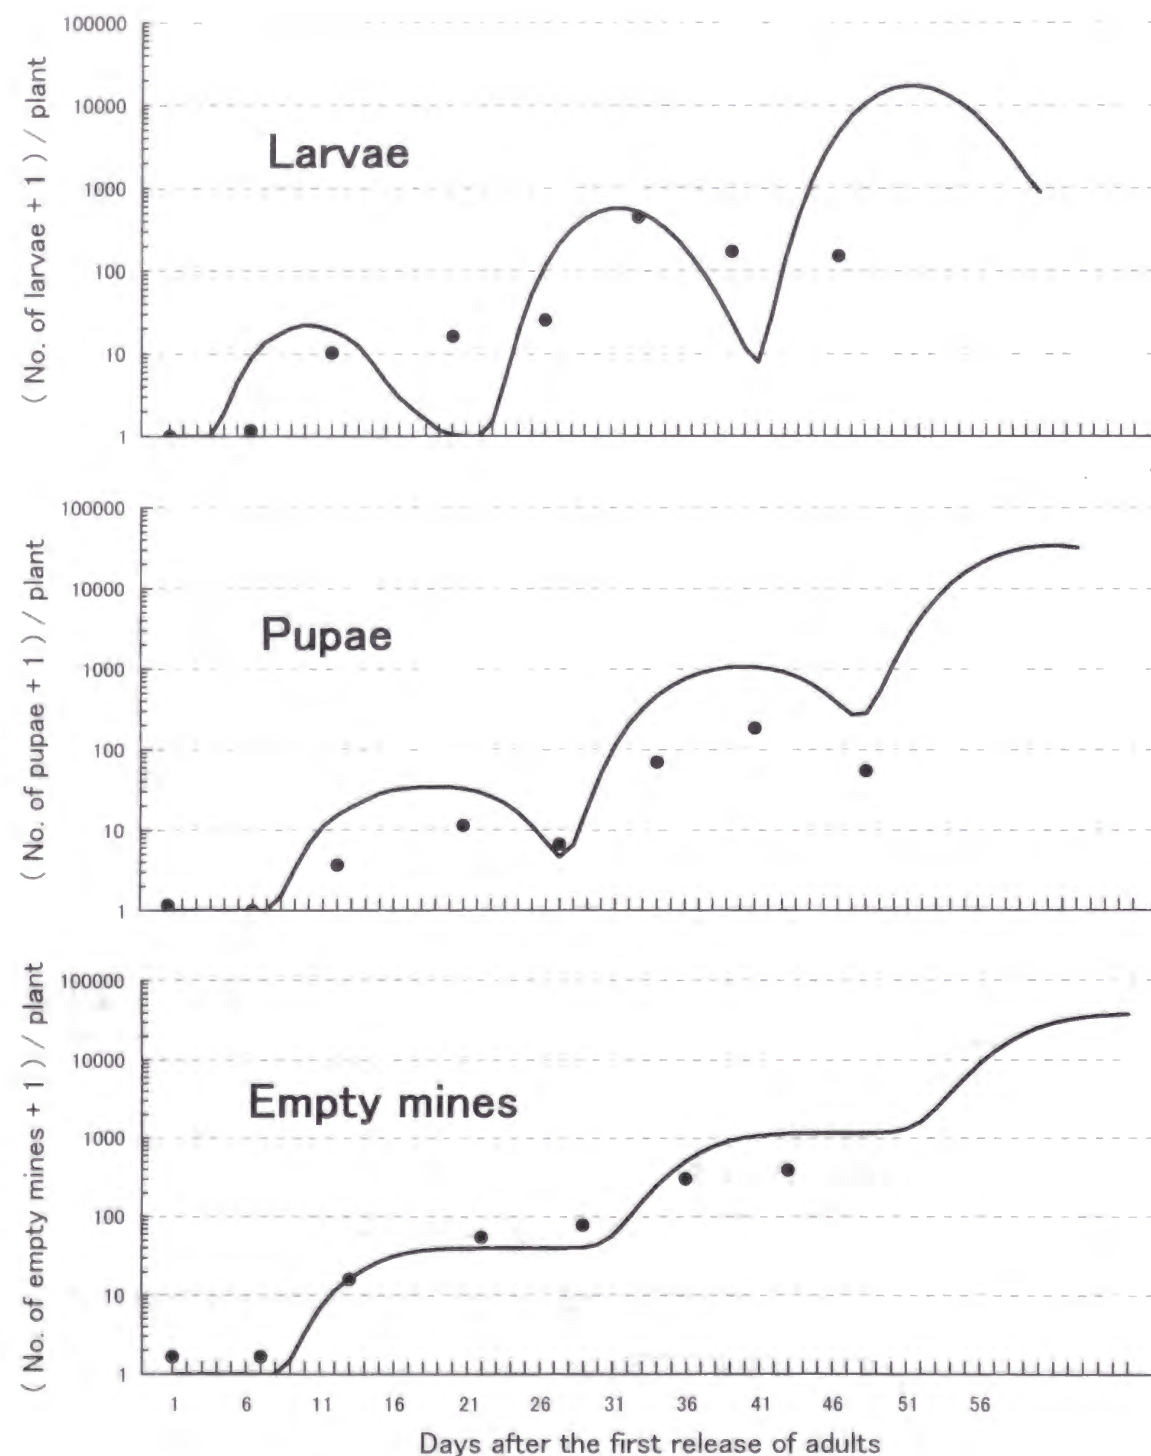 ( No. of larvae + 1 ) / plant
100000
10000
1000
100
10
1
Larvae
( No. of pupae + 1 ) / plant
100000
10000
1000
100
10
1
Pupae
( No. of empty mines + 1 ) / plant
100000
10000
1000
100
10
1
Empty mines
1 6 11 16 21 26 31 36 41 46 51 56
Days after the first release of adults